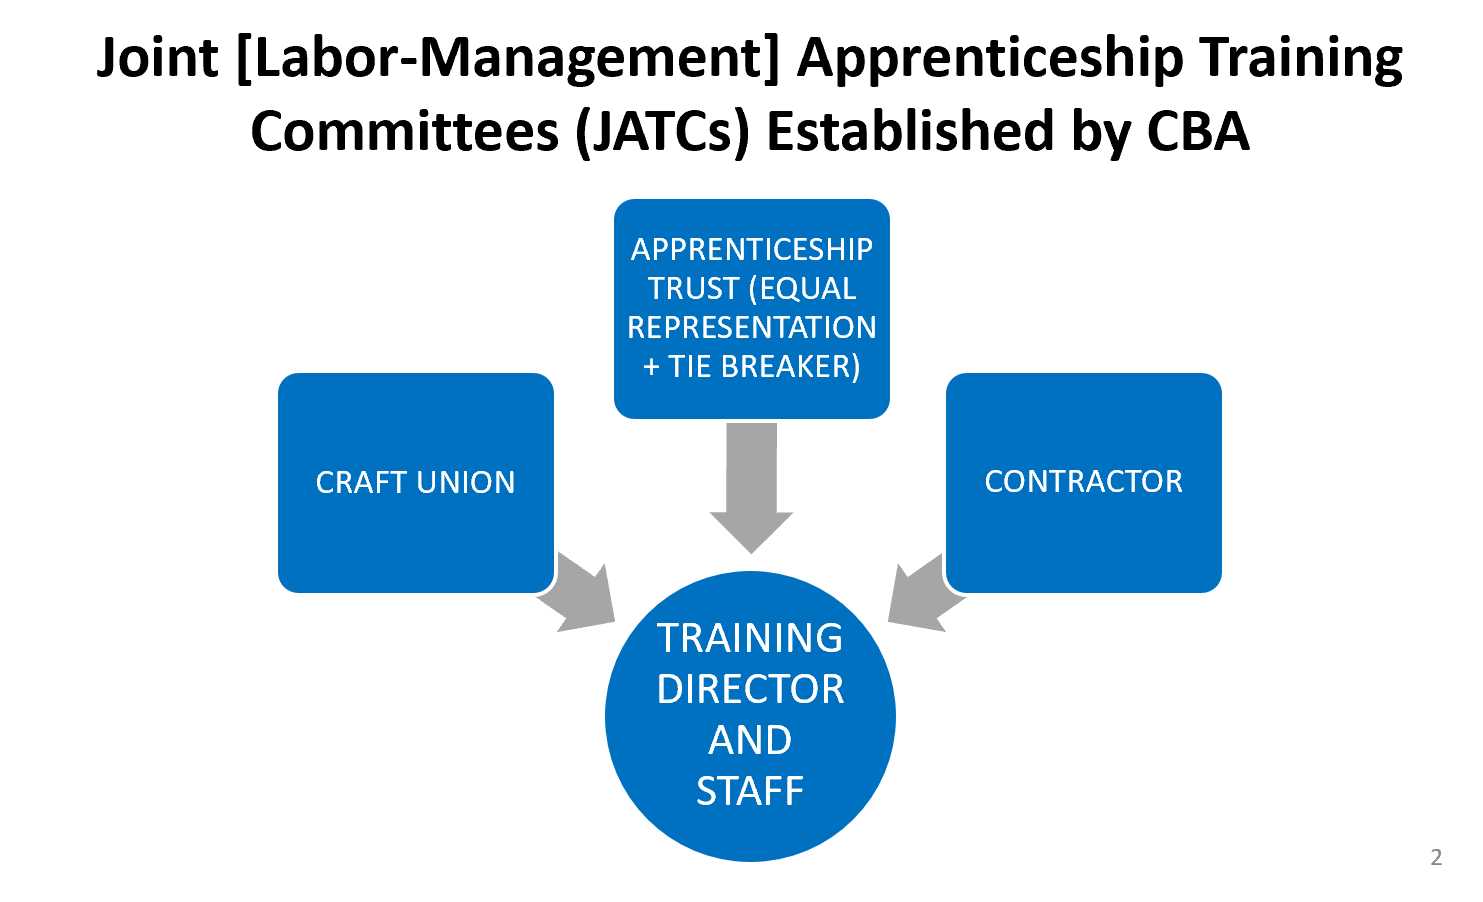 Joint [Labor-Management] Apprenticeship Training
Committees (JATCs) Established by CBA
APPRENTICESHIP
TRUST (EQUAL
REPRESENTATION
+ TIE BREAKER)
CRAFT UNION
CONTRACTOR
TRAINING
DIRECTOR
AND
STAFF
2